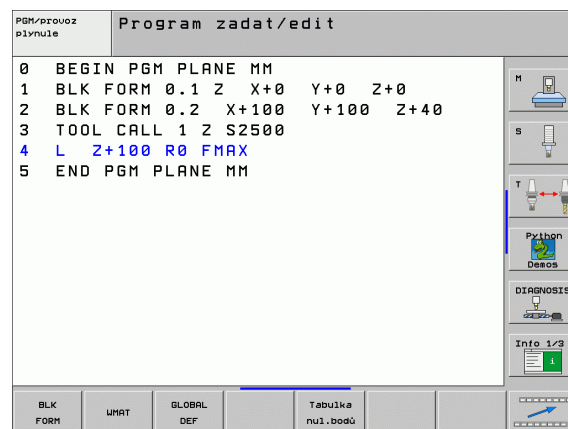 PGM/provoz
plynule
Program zadat/edit
0 BEGIN PGM PLANE MM
1 BLK FORM 0.1 Z X+0 Y+0 Z+0
2 BLK FORM 0.2 X+100 Y+100 Z+40
3 TOOL CALL 1 Z S2500
4 L Z+100 R0 FMAX
5 END PGM PLANE MM
M
S
T
Python
Demos
DIAGNOSIS
Info 1/3
i
BLK
FORM
WMAT
GLOBAL
DEF
Tabulka
nul.bodů